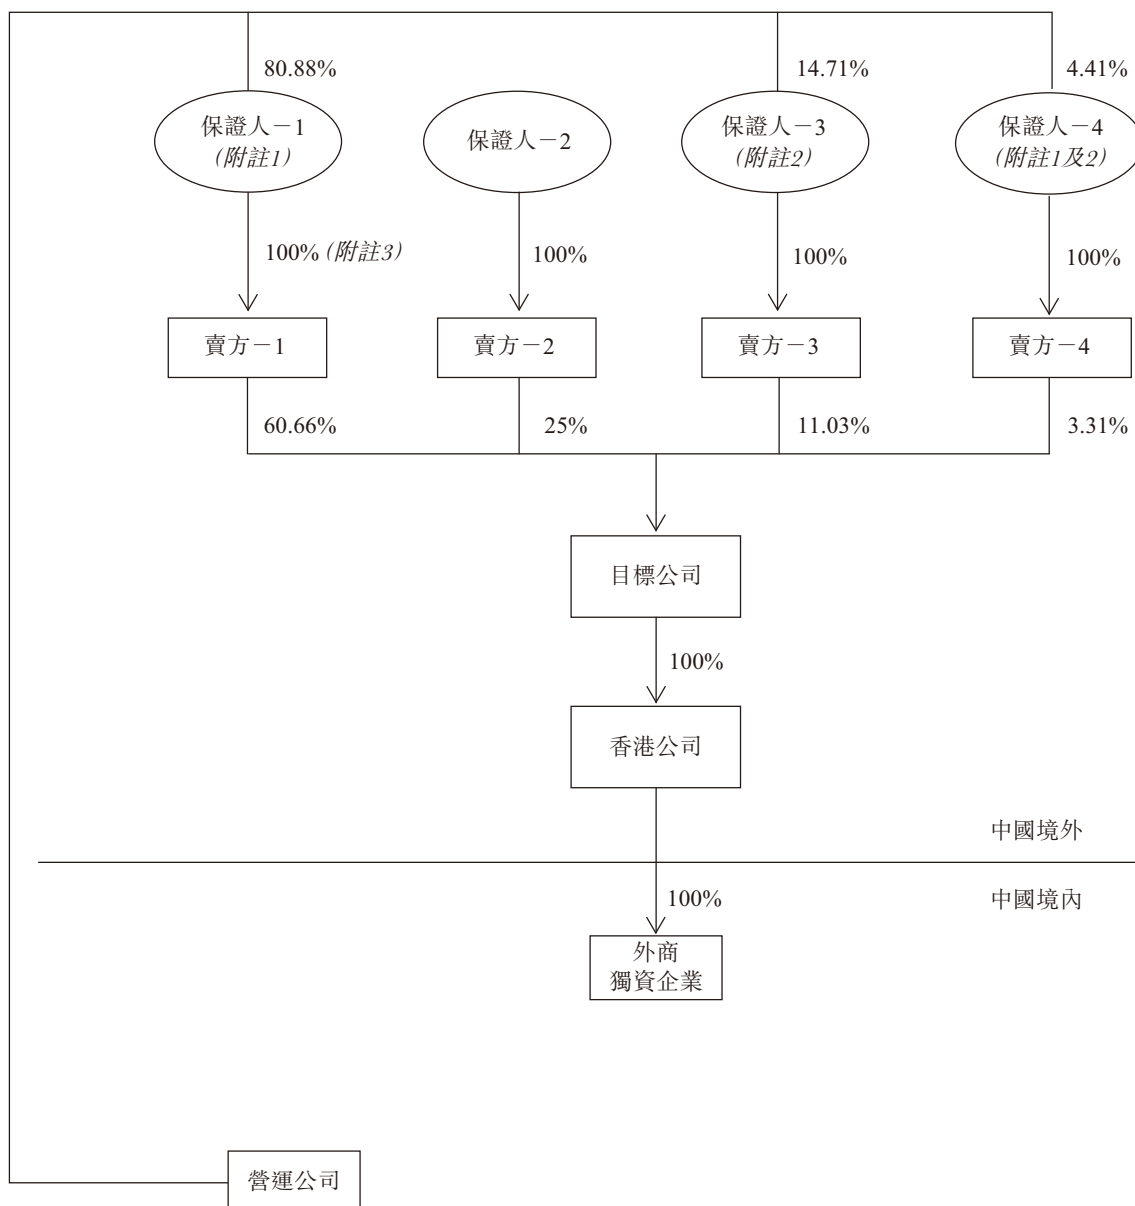 80.88%
14.71%
4.41%
保證人－1
(附註1)
保證人－2
保證人－3
(附註2)
保證人－4
(附註1及2)
100% (附註3)
100%
100%
100%
賣方－1
賣方－2
賣方－3
賣方－4
60.66%
25%
11.03%
3.31%
目標公司
100%
香港公司
中國境外
中國境內
100%
外商
獨資企業
營運公司